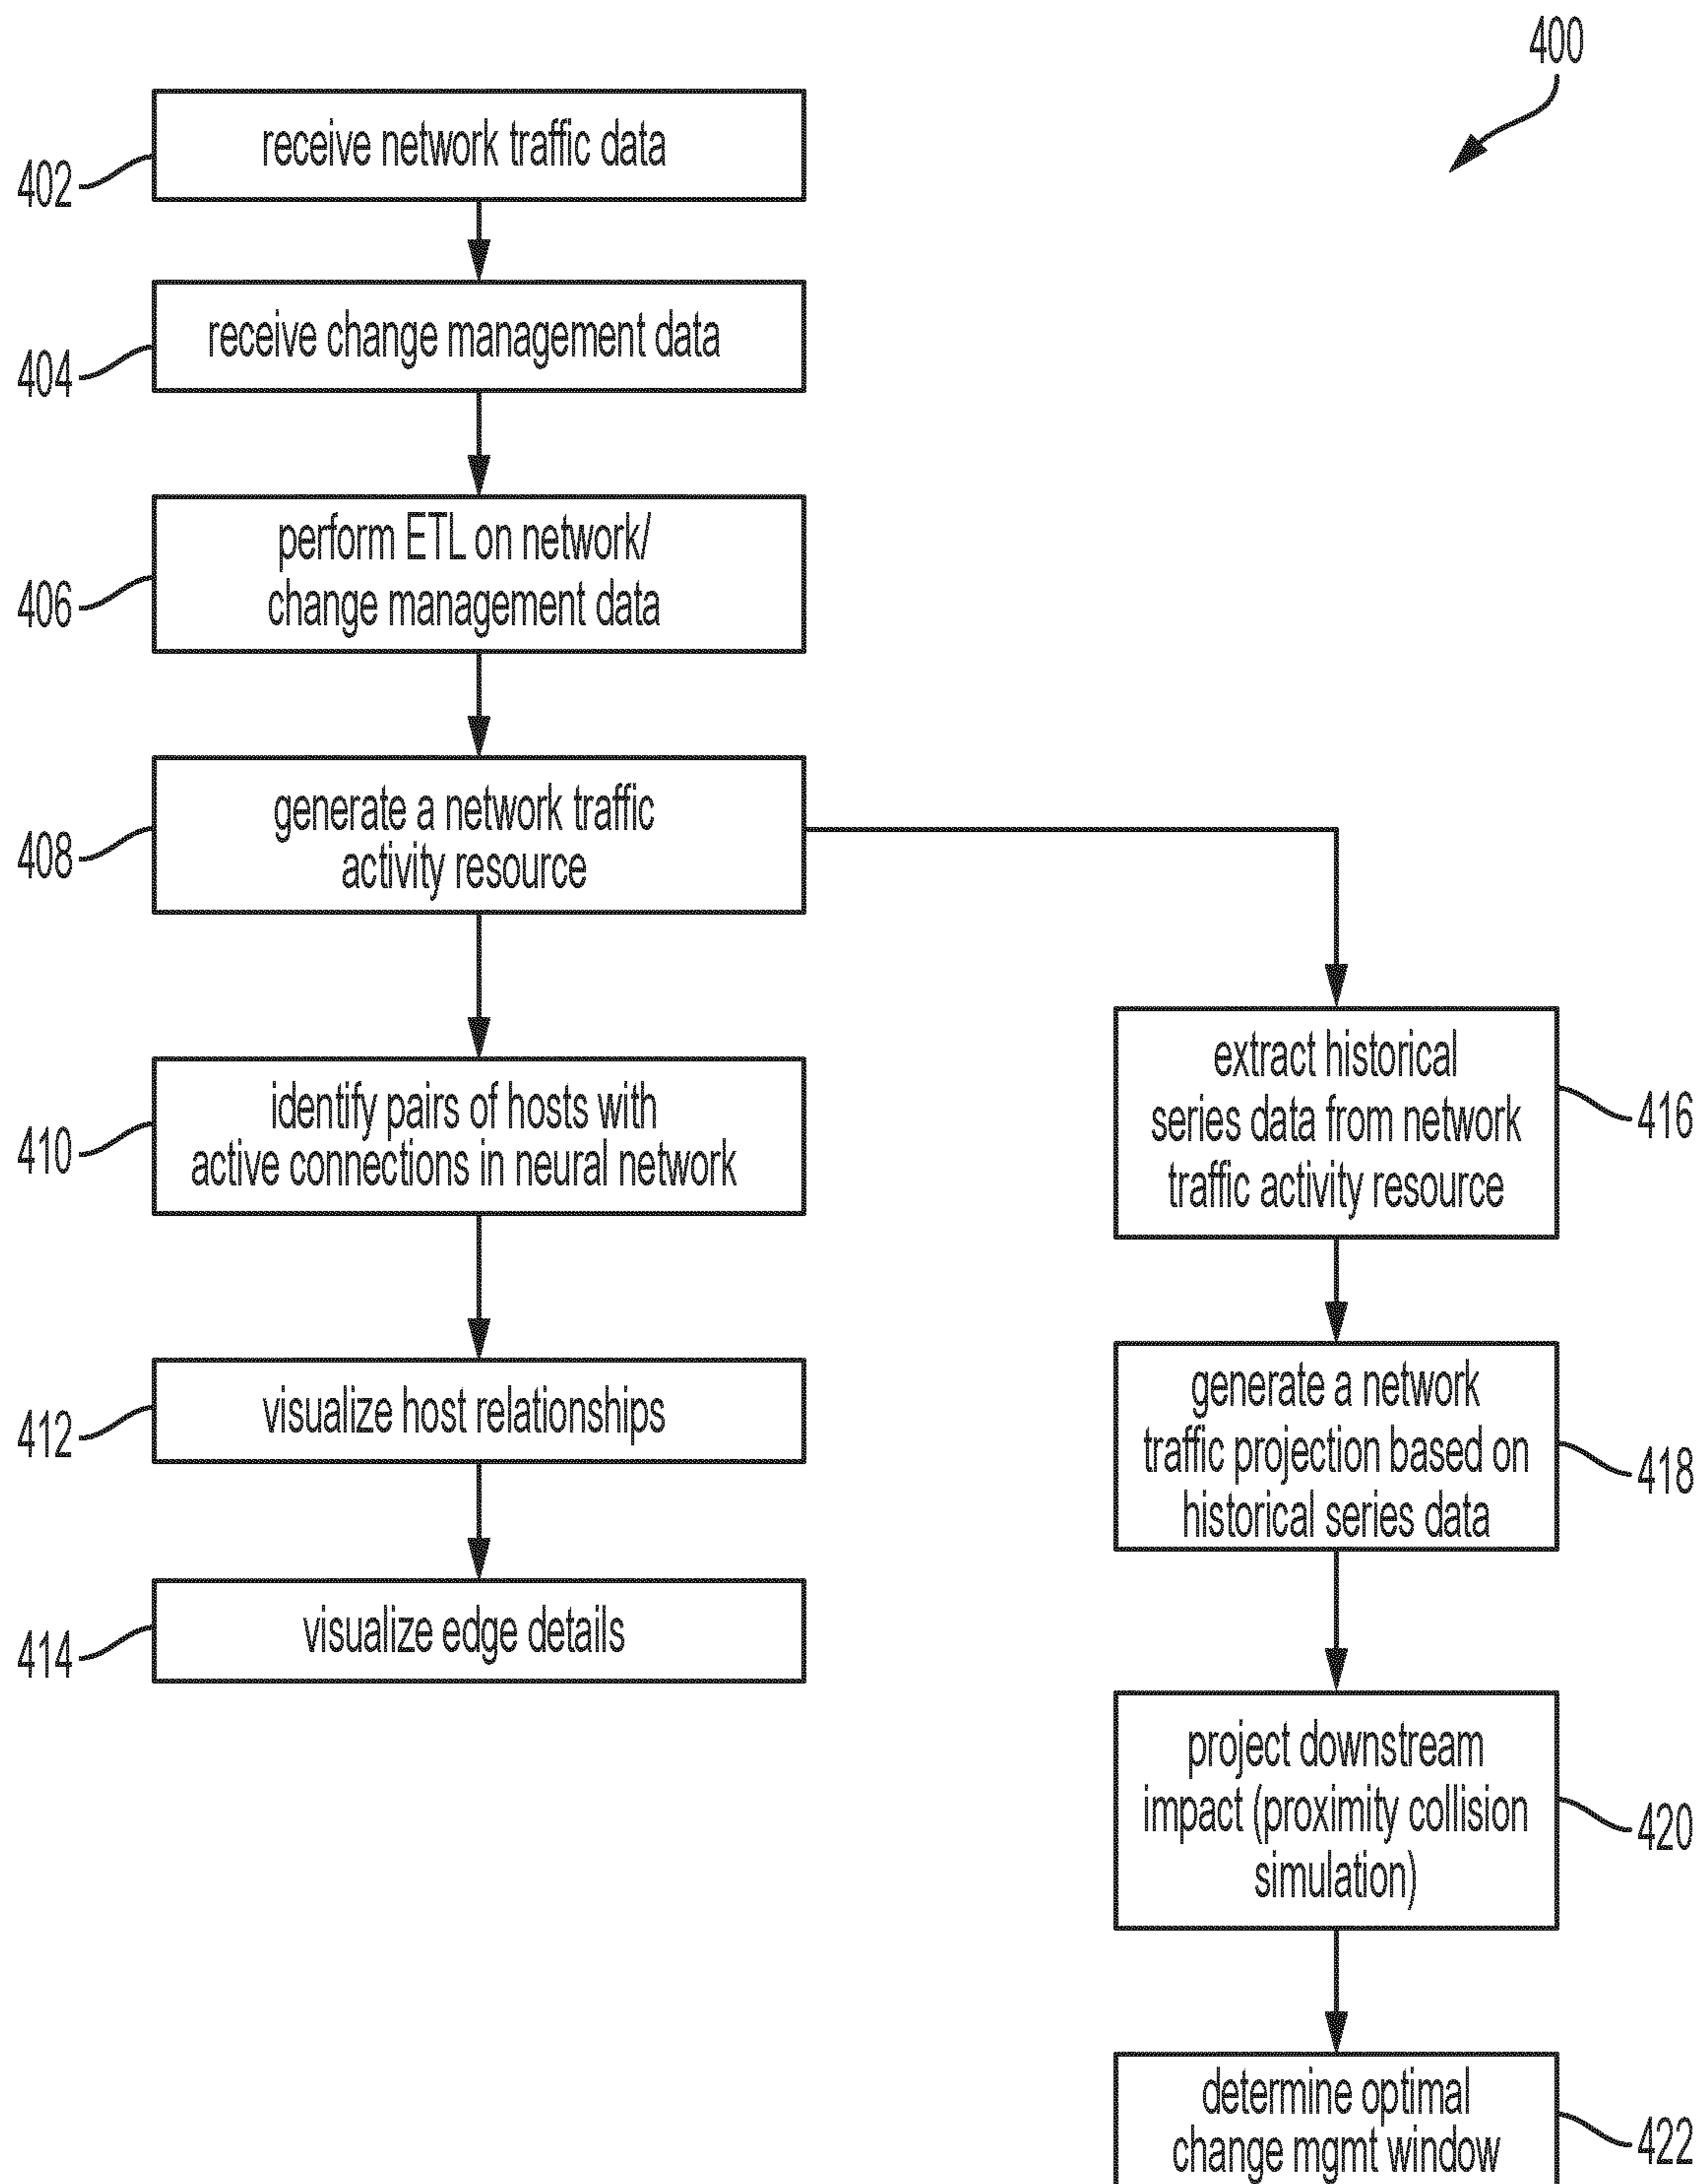 400
402
receive network traffic data
404
receive change management data
406
perform ETL on network/
change management data
408
generate a network traffic
activity resource
410
identify pairs of hosts with
active connections in neural network
412
visualize host relationships
414
visualize edge details
extract historical
series data from network
traffic activity resource
416
generate a network
traffic projection based on
historical series data
418
project downstream
impact (proximity collision
simulation)
420
determine optimal
change mgmt window
422